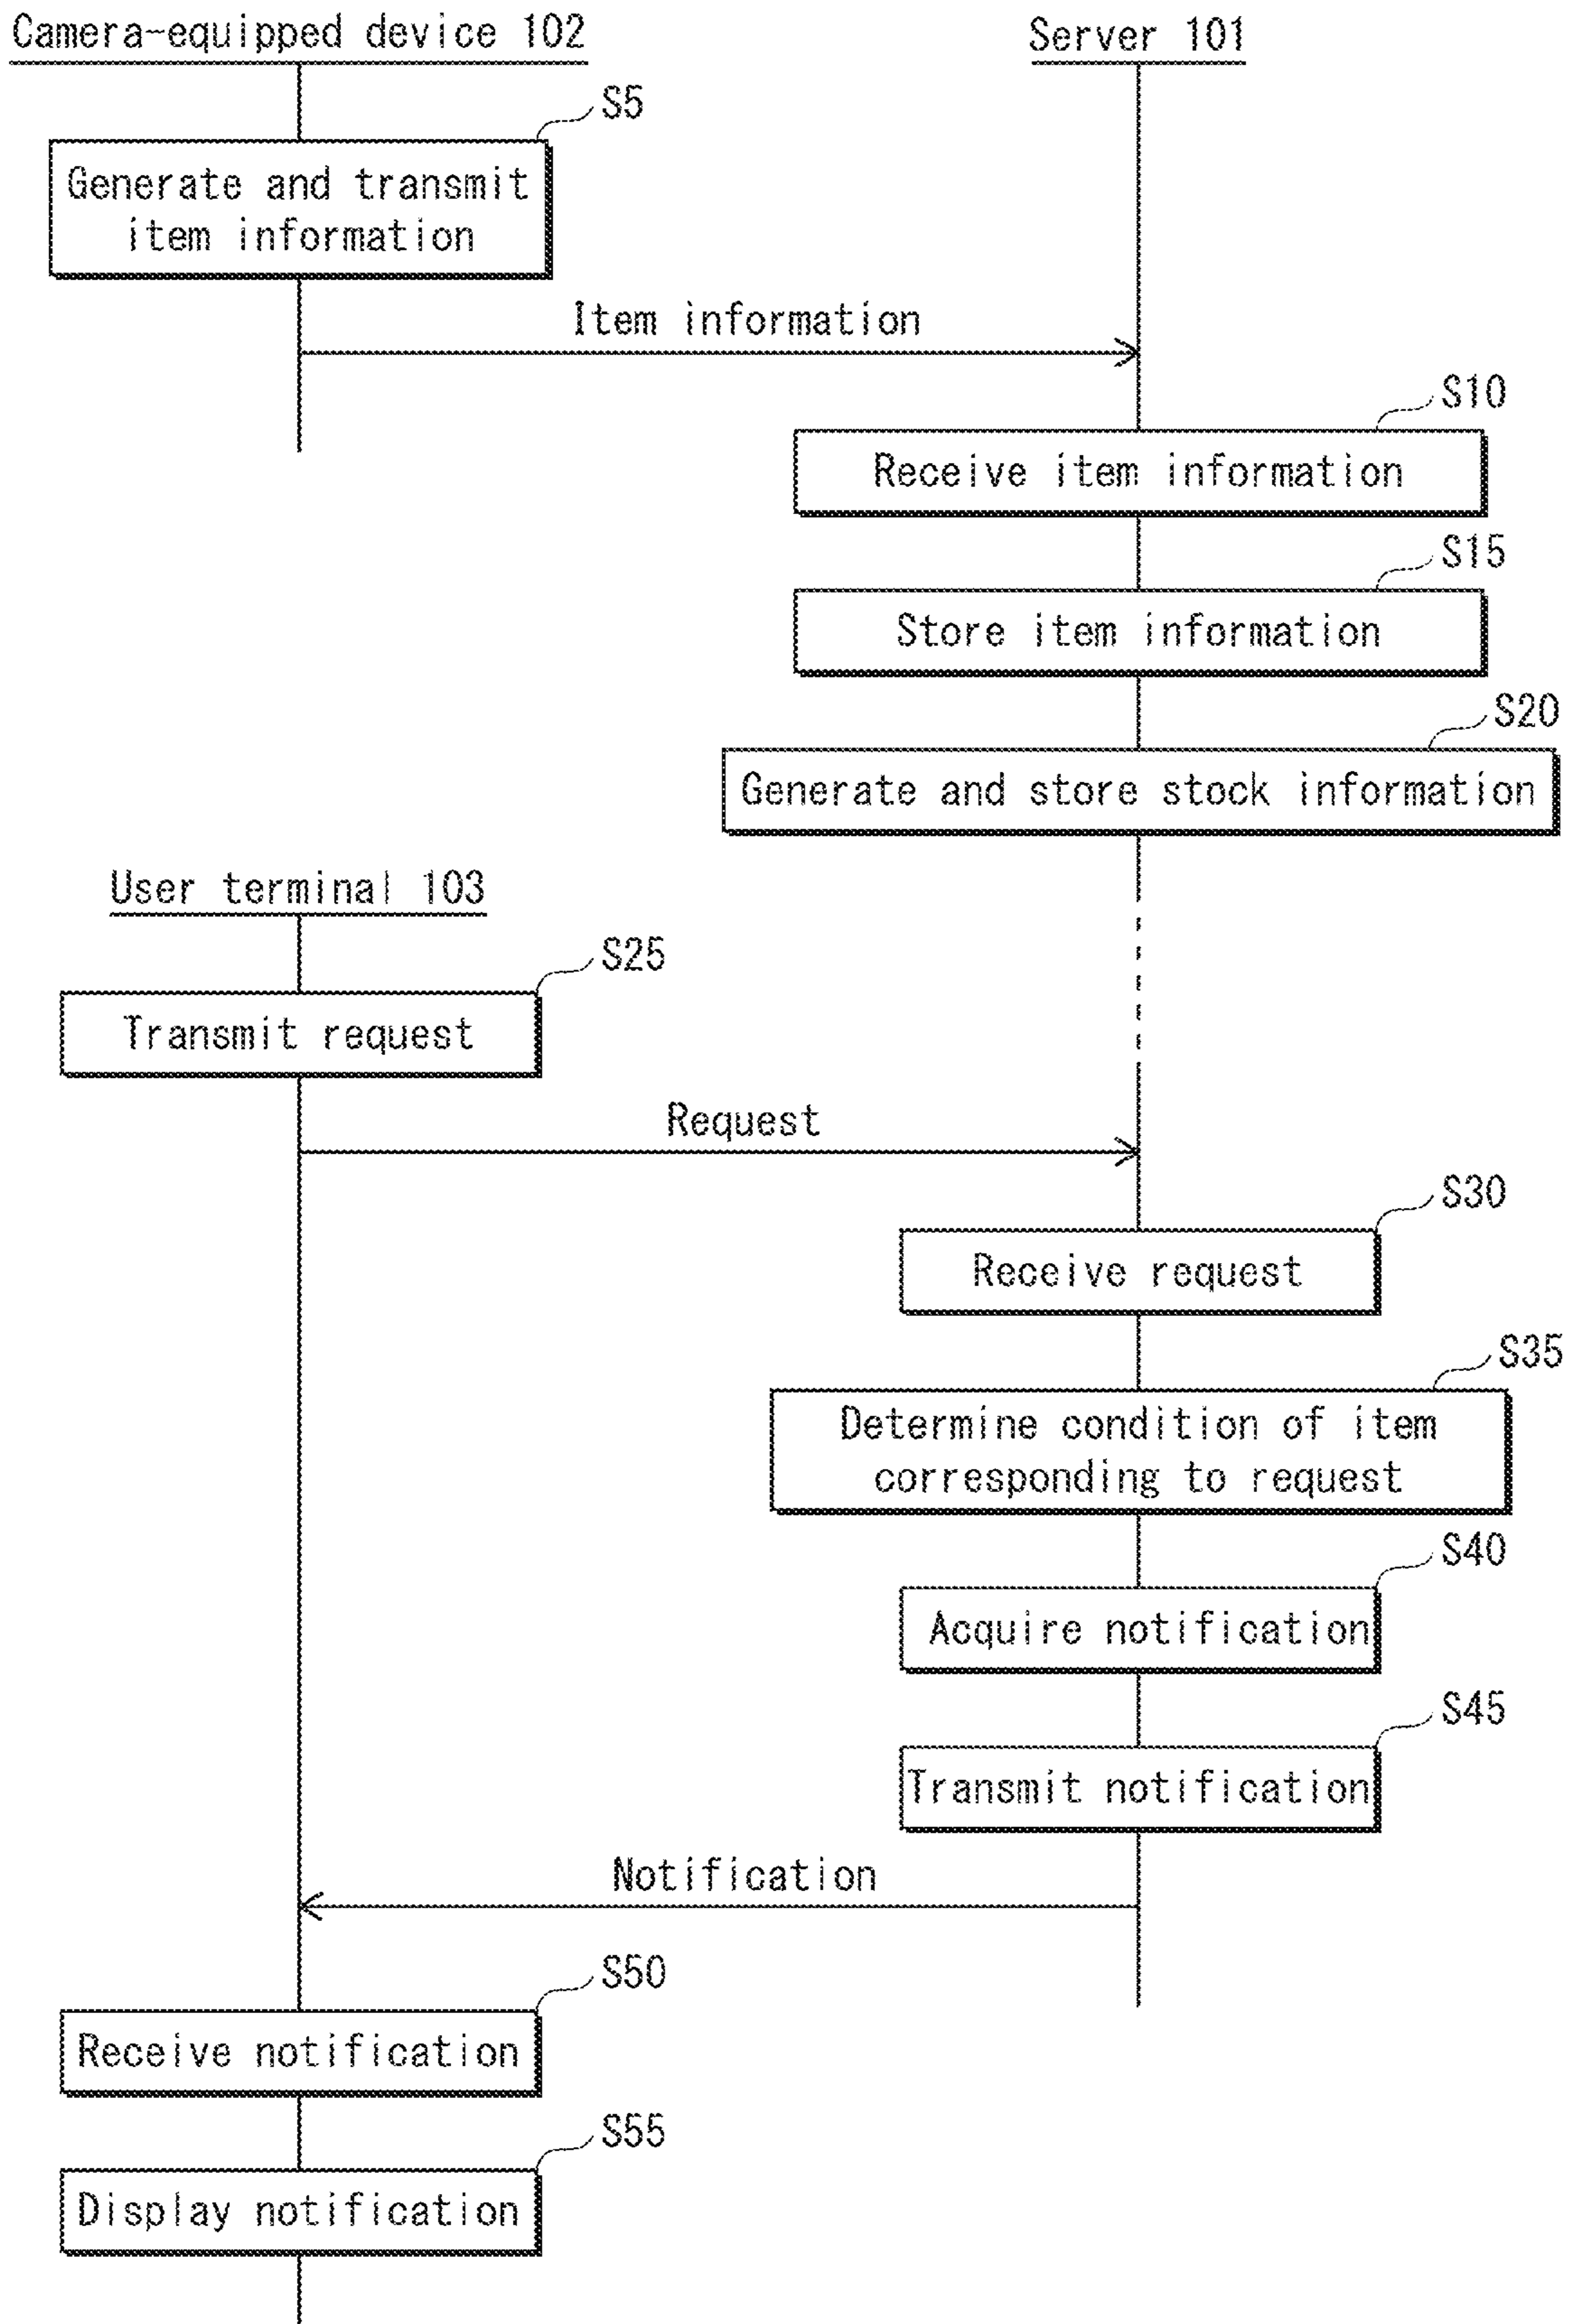 Camera-equipped device 102
Server 101
S5
Generate and transmit
item information
Item information
S10
Receive item information
S15
Store item information
S20
Generate and store stock information
User terminal 103
S25
Transmit request
Request
S30
Receive request
S35
Determine condition of item
corresponding to request
S40
Acquire notification
S45
Transmit notification
Notification
S50
Receive notification
S55
Display notification